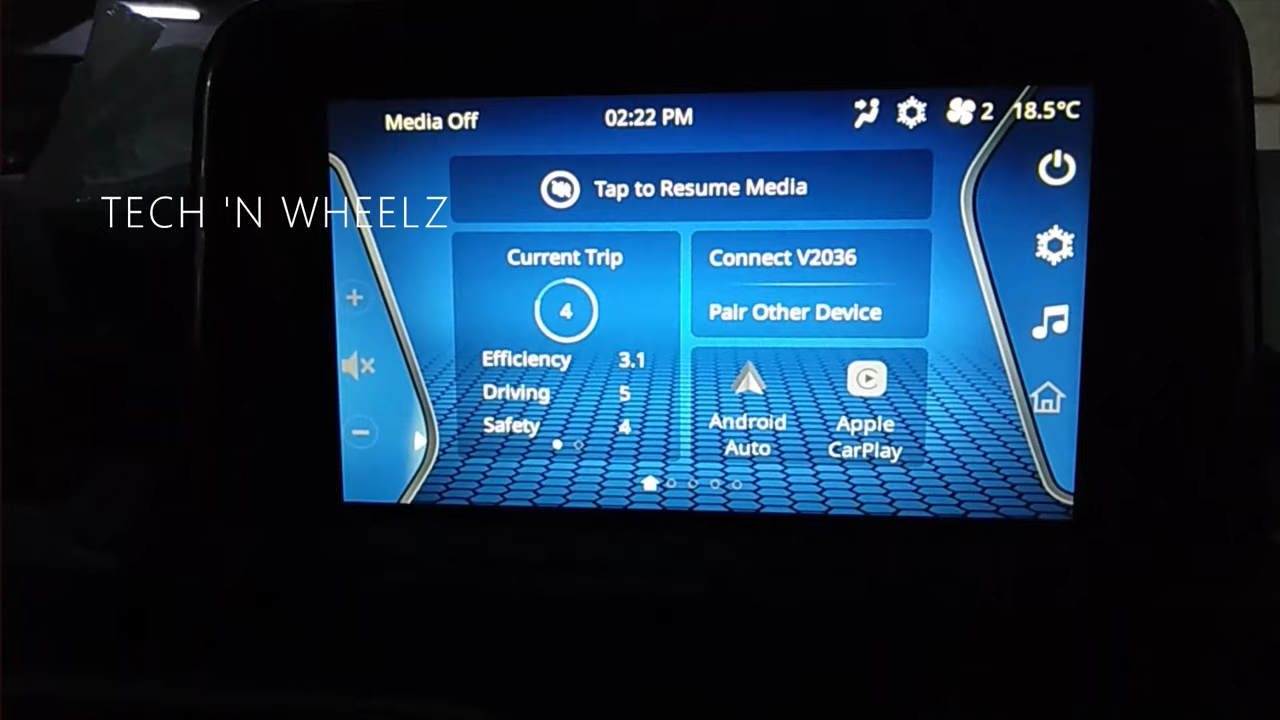 Media Off
02:22 PM
2
18.5°C
Tap to Resume Media
TECH 'N WHEELZ
Current Trip
4
Efficiency 3.1
Driving 5
Safety 4
Connect V2036
Pair Other Device
Android
Auto
Apple
CarPlay